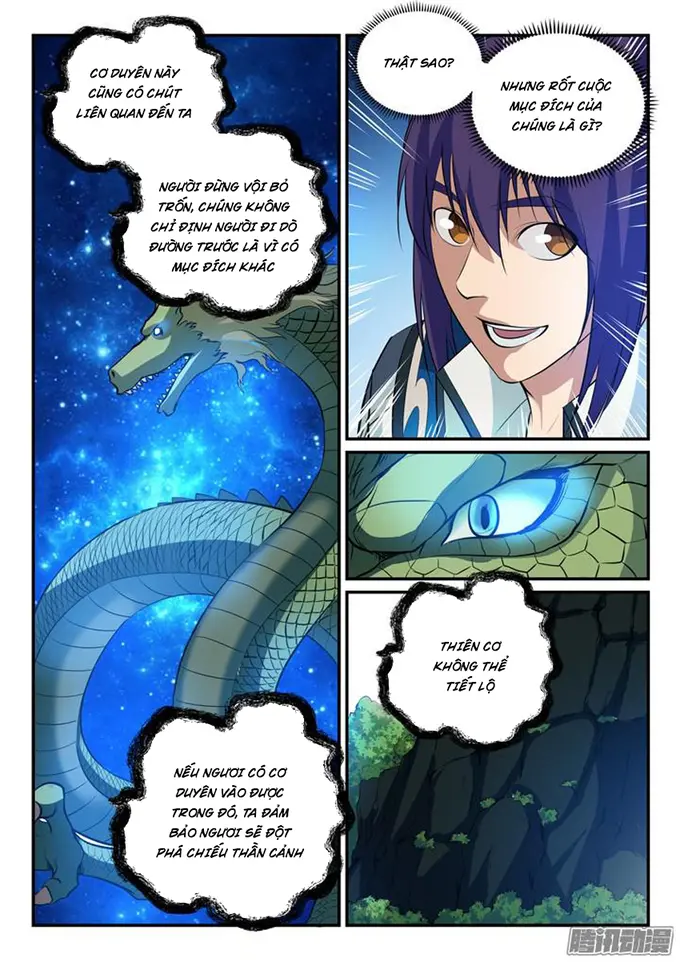 CƠ DUYÊN NÀY
CŨNG CÓ CHÚT
LIÊN QUAN ĐẾN TA
NGƯỜI ĐỪNG VỘI BỎ
TRỐN, CHÚNG KHÔNG
CHỈ ĐỊNH NGƯỜI ĐI DÒ
ĐƯỜNG TRƯỚC LÀ VÌ CÓ
MỤC ĐÍCH KHÁC
NẾU NGƯƠI CÓ CƠ
DUYÊN VÀO ĐƯỢC
TRONG ĐÓ, TA ĐẢM
BẢO NGƯƠI SẼ ĐỘT
PHÁ CHIẾU THẦN CẢNH
THẬT SAO?
NHƯNG RỐT CUỘC
MỤC ĐÍCH CỦA
CHÚNG LÀ GÌ?
THIÊN CƠ
KHÔNG THỂ
TIẾT LỘ
腾讯动漫